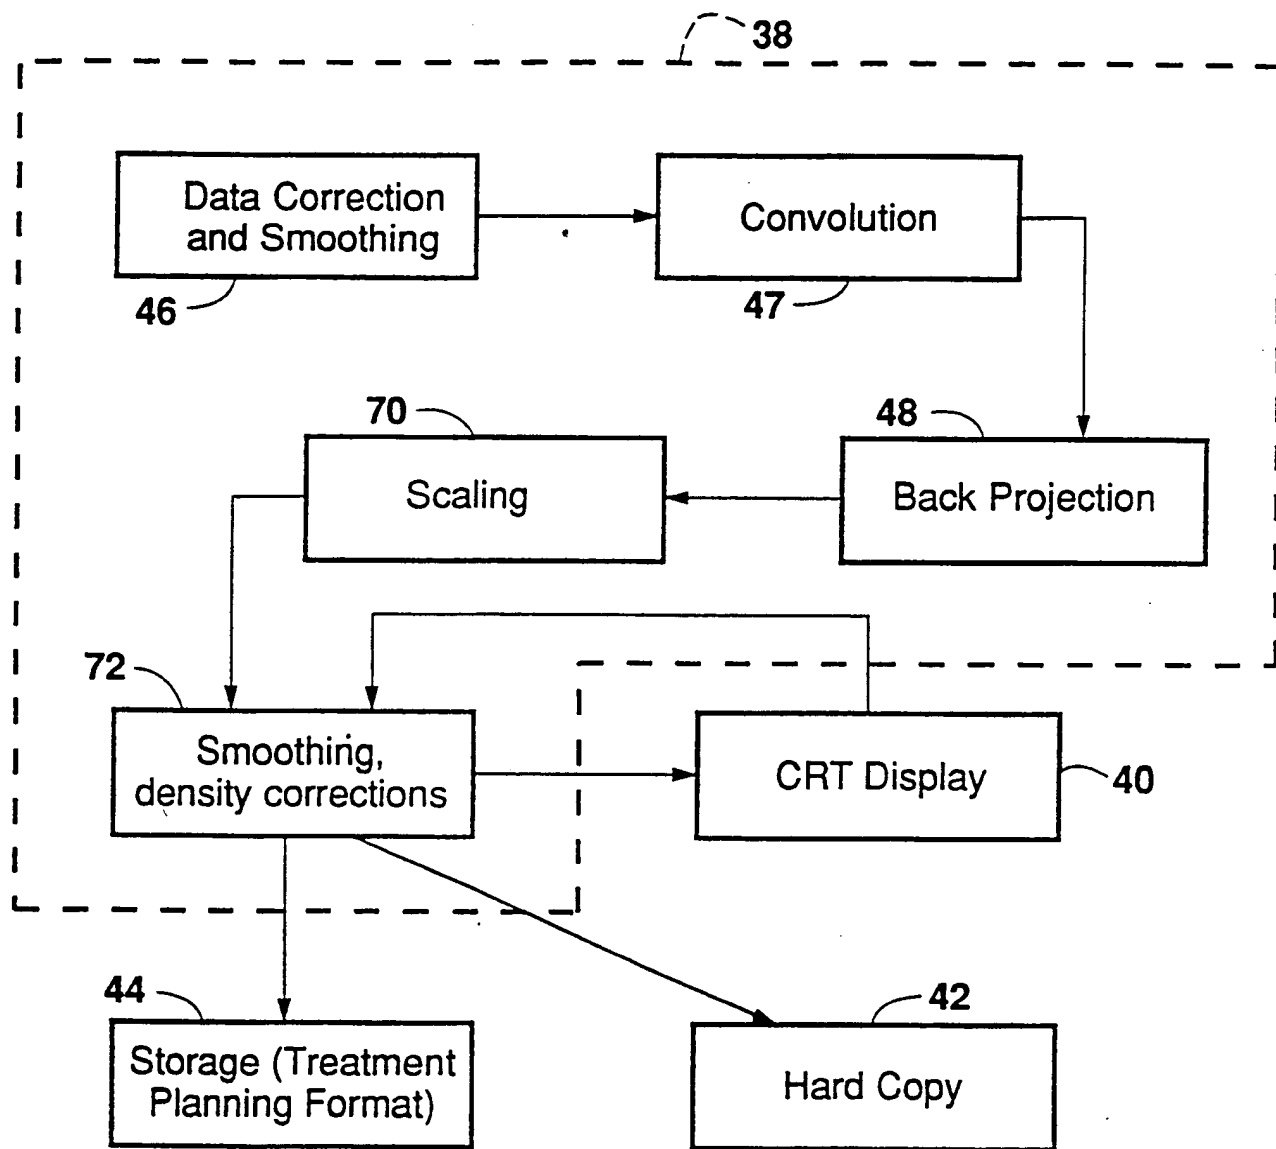 38
Data Correction
and Smoothing
46
Convolution
47
70
Scaling
48
Back Projection
72
Smoothing,
density corrections
CRT Display
40
44
Storage (Treatment
Planning Format)
42
Hard Copy